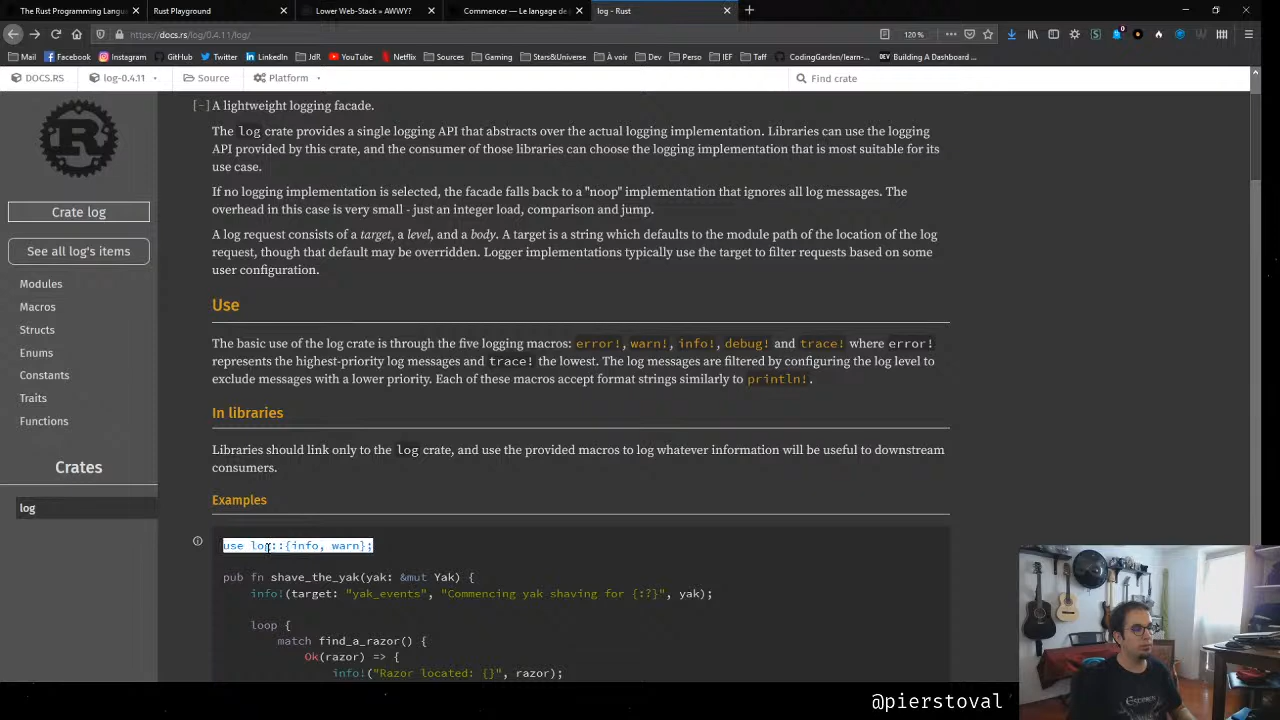 The Rust Programming Langu
Rust Playground
Lower Web-Stack » AWWY?
Commencer — Le langage de
log - Rust
https://docs.rs/log/0.4.11/log/
120 %
Mail
Facebook
Instagram
GitHub
Twitter
LinkedIn
JdR
YouTube
Netflix
Sources
Gaming
Stars&Universe
À voir
Dev
Perso
IEF
Taff
CodingGarden/learn-...
DEV Building A Dashboard ...
DOCS.RS
log-0.4.11
Source
Platform
Find crate
[-] A lightweight logging facade.
The log crate provides a single logging API that abstracts over the actual logging implementation. Libraries can use the logging
API provided by this crate, and the consumer of those libraries can choose the logging implementation that is most suitable for its
use case.
If no logging implementation is selected, the facade falls back to a "noop" implementation that ignores all log messages. The
overhead in this case is very small - just an integer load, comparison and jump.
A log request consists of a target, a level, and a body. A target is a string which defaults to the module path of the location of the log
request, though that default may be overridden. Logger implementations typically use the target to filter requests based on some
user configuration.
Use
The basic use of the log crate is through the five logging macros: error!, warn!, info!, debug! and trace! where error!
represents the highest-priority log messages and trace! the lowest. The log messages are filtered by configuring the log level to
exclude messages with a lower priority. Each of these macros accept format strings similarly to println!.
In libraries
Libraries should link only to the log crate, and use the provided macros to log whatever information will be useful to downstream
consumers.
Examples
use log::{info, warn};
pub fn shave_the_yak(yak: &mut Yak) {
info!(target: "yak_events", "Commencing yak shaving for {:?}", yak);
loop {
match find_a_razor() {
Ok(razor) => {
info!("Razor located: {}", razor);
Crate log
See all log's items
Modules
Macros
Structs
Enums
Constants
Traits
Functions
Crates
log
@pierstoval